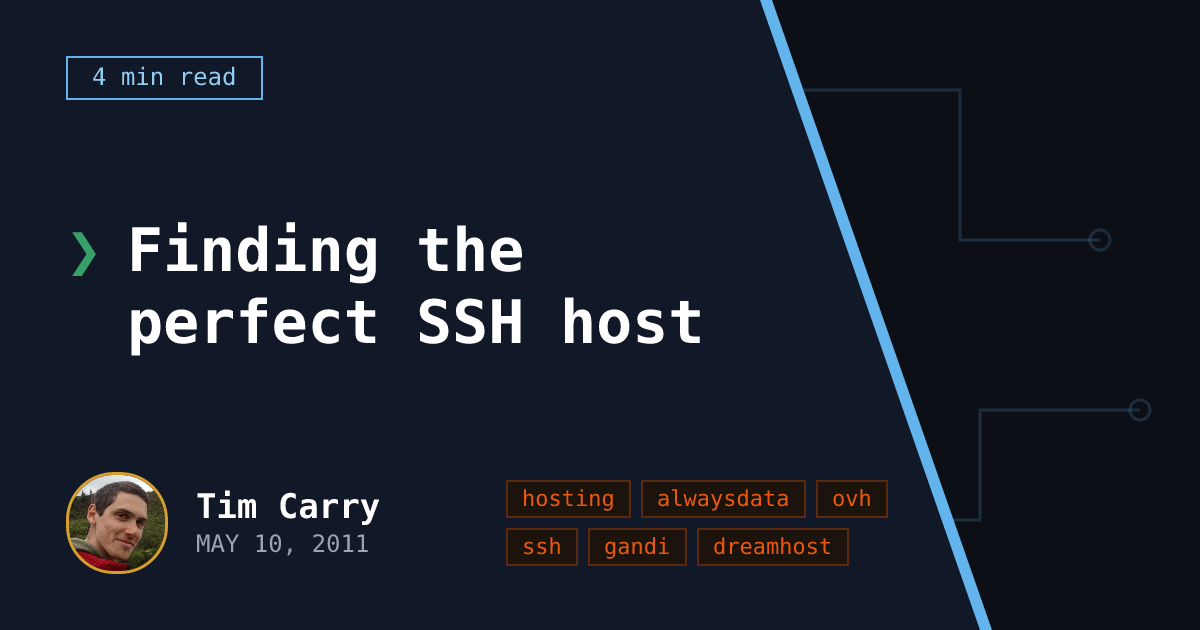 4 min read
❯ Finding the
perfect SSH host
Tim Carry
MAY 10, 2011
hosting alwaysdata ovh
ssh gandi dreamhost